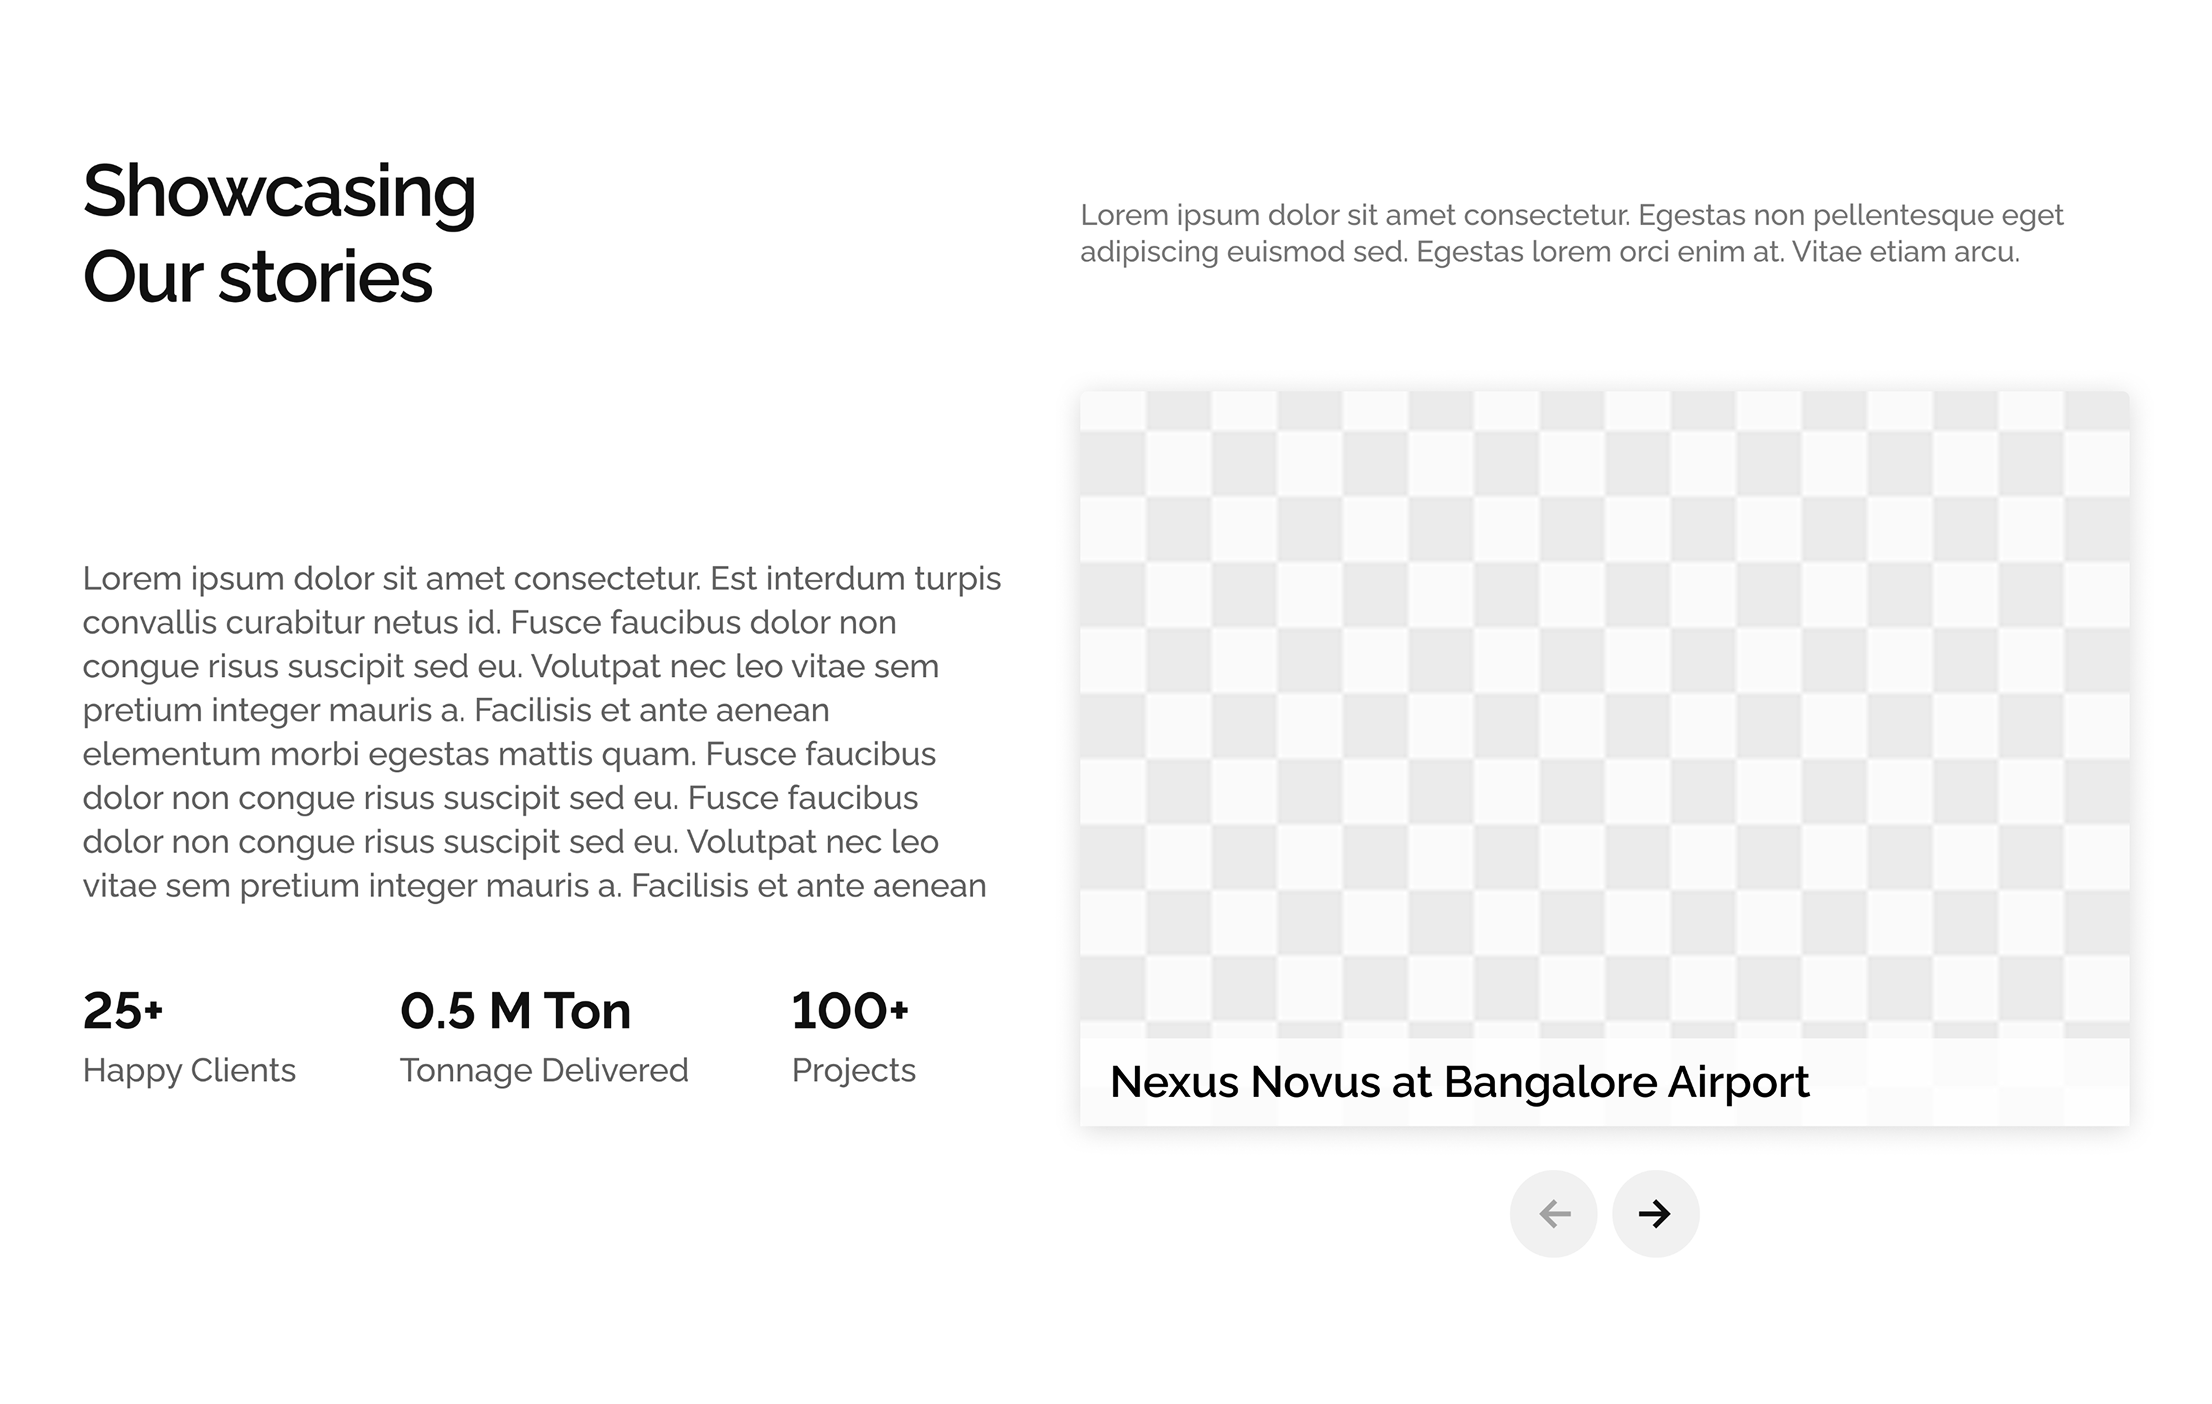 Showcasing
Our stories
Lorem ipsum dolor sit amet consectetur. Egestas non pellentesque eget
adipiscing euismod sed. Egestas lorem orci enim at. Vitae etiam arcu.
Lorem ipsum dolor sit amet consectetur. Est interdum turpis
convallis curabitur netus id. Fusce faucibus dolor non
congue risus suscipit sed eu. Volutpat nec leo vitae sem
pretium integer mauris a. Facilisis et ante aenean
elementum morbi egestas mattis quam. Fusce faucibus
dolor non congue risus suscipit sed eu. Fusce faucibus
dolor non congue risus suscipit sed eu. Volutpat nec leo
vitae sem pretium integer mauris a. Facilisis et ante aenean
25+
Happy Clients
0.5 M Ton
Tonnage Delivered
100+
Projects
Nexus Novus at Bangalore Airport